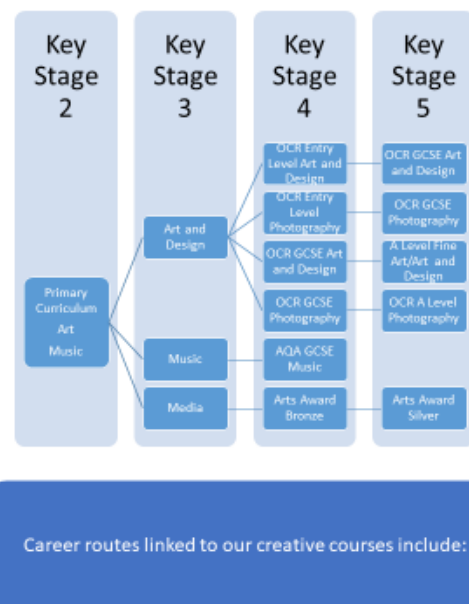 Key
Stage
2
Key
Stage
3
Key
Stage
4
Key
Stage
5
Primary
Curriculum
Art
Music
Art and
Design
Music
Media
OCR Entry
Level Art and
Design
OCR Entry
Level
Photography
OCR GCSE Art
and Design
OCR GCSE
Photography
AQA GCSE
Music
Arts Award
Bronze
OCR GCSE Art
and Design
OCR GCSE
Photography
A Level Fine
Art/Art and
Design
OCR A Level
Photography
Arts Award
Silver
Career routes linked to our creative courses include: